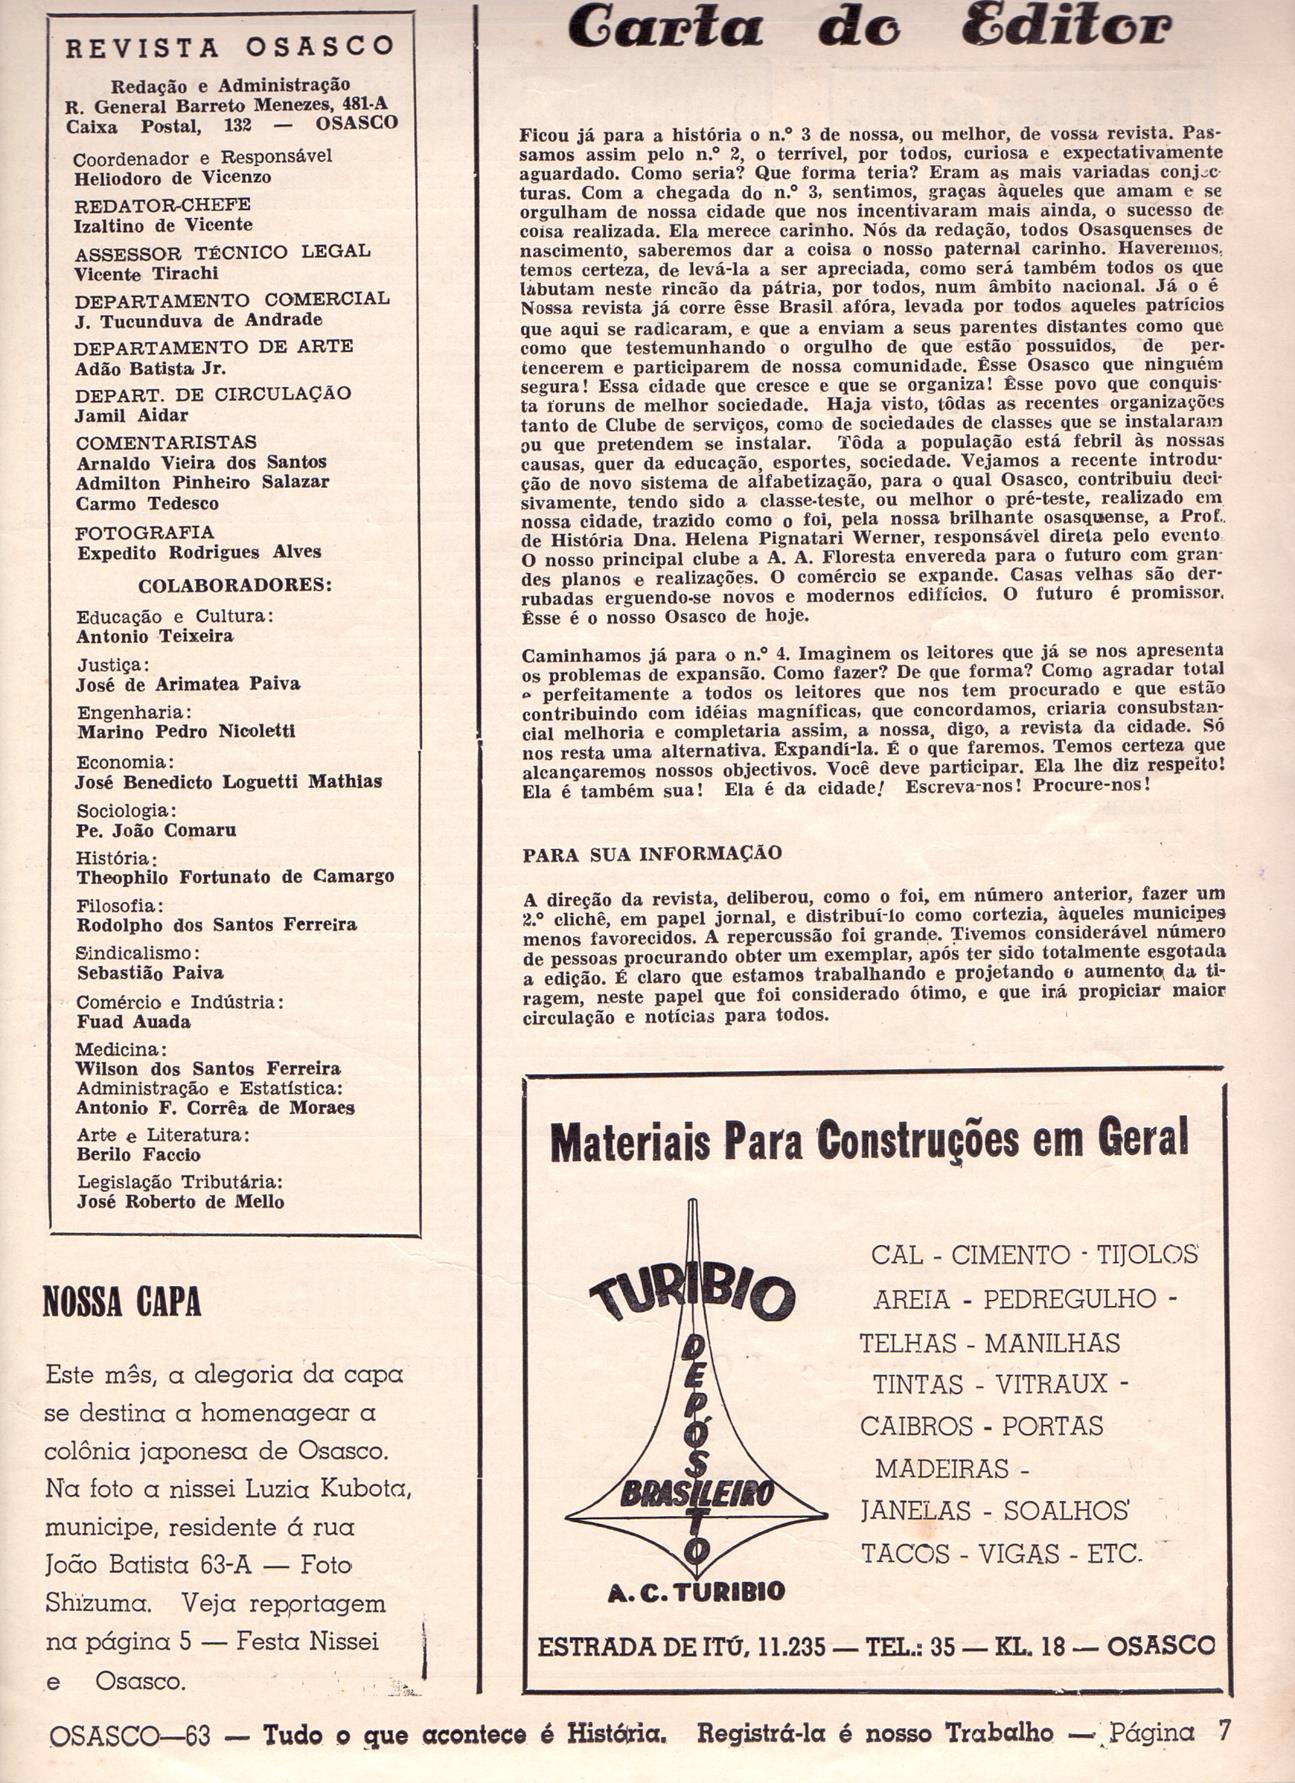 REVISTA OSASCO
Redação e Administração
R. General Barreto Menezes, 481-A
Caixa Postal, 132 — OSASCO
Coordenador e Responsável
Heliodoro de Vicenzo
REDATOR-CHEFE
Izaltino de Vicente
ASSESSOR TÉCNICO LEGAL
Vicente Tirachi
DEPARTAMENTO COMERCIAL
J. Tucunduva de Andrade
DEPARTAMENTO DE ARTE
Adão Batista Jr.
DEPART. DE CIRCULAÇÃO
Jamil Aidar
COMENTARISTAS
Arnaldo Vieira dos Santos
Admilton Pinheiro Salazar
Carmo Tedesco
FOTOGRAFIA
Expedito Rodrigues Alves
COLABORADORES:
Educação e Cultura:
Antonio Teixeira
Justiça:
José de Arimatea Paiva
Engenharia:
Marino Pedro Nicoletti
Economia:
José Benedicto Loguetti Mathias
Sociologia:
Pe. João Comaru
História:
Theophilo Fortunato de Camargo
Filosofia:
Rodolpho dos Santos Ferreira
Sindicalismo:
Sebastião Paiva
Comércio e Indústria:
Fuad Auada
Medicina:
Wilson dos Santos Ferreira
Administração e Estatística:
Antonio F. Corrêa de Moraes
Arte e Literatura:
Berilo Faccio
Legislação Tributária:
José Roberto de Mello
NOSSA CAPA
Este mês, a alegoria da capa
se destina a homenagear a
colônia japonesa de Osasco.
Na foto a nissei Luzia Kubota,
municipe, residente á rua
João Batista 63-A — Foto
Shizuma. Veja reportagem
na página 5 — Festa Nissei
e Osasco.
Carta do Editor
Ficou já para a história o n.º 3 de nossa, ou melhor, de vossa revista. Pas-
samos assim pelo n.º 2, o terrível, por todos, curiosa e expectativamente
aguardado. Como seria? Que forma teria? Eram as mais variadas conjec-
turas. Com a chegada do n.º 3, sentimos, graças àqueles que amam e se
orgulham de nossa cidade que nos incentivaram mais ainda, o sucesso de
coisa realizada. Ela merece carinho. Nós da redação, todos Osasquenses de
nascimento, saberemos dar a coisa o nosso paternal carinho. Haveremos,
temos certeza, de levá-la a ser apreciada, como será também todos os que
labutam neste rincão da pátria, por todos, num âmbito nacional. Já o é
Nossa revista já corre êsse Brasil afóra, levada por todos aqueles patrícios
que aqui se radicaram, e que a enviam a seus parentes distantes como que
como que testemunhando o orgulho de que estão possuidos, de per-
tencerem e participarem de nossa comunidade. Êsse Osasco que ninguém
segura! Essa cidade que cresce e que se organiza! Êsse povo que conquis-
ta foruns de melhor sociedade. Haja visto, tôdas as recentes organizações
tanto de Clube de serviços, como de sociedades de classes que se instalaram
ou que pretendem se instalar. Tôda a população está febril às nossas
causas, quer da educação, esportes, sociedade. Vejamos a recente introdu-
ção de novo sistema de alfabetização, para o qual Osasco, contribuiu deci-
sivamente, tendo sido a classe-teste, ou melhor o pré-teste, realizado em
nossa cidade, trazido como o foi, pela nossa brilhante osasquense, a Prof.
de História Dna. Helena Pignatari Werner, responsável direta pelo evento
O nosso principal clube a A. A. Floresta envereda para o futuro com gran-
des planos e realizações. O comércio se expande. Casas velhas são der-
rubadas erguendo-se novos e modernos edifícios. O futuro é promissor.
Êsse é o nosso Osasco de hoje.
Caminhamos já para o n.º 4. Imaginem os leitores que já se nos apresenta
os problemas de expansão. Como fazer? De que forma? Como agradar total
e perfeitamente a todos os leitores que nos tem procurado e que estão
contribuindo com idéias magníficas, que concordamos, criaria consubstan-
cial melhoria e completaria assim, a nossa, digo, a revista da cidade. Só
nos resta uma alternativa. Expandi-la. É o que faremos. Temos certeza que
alcançaremos nossos objectivos. Você deve participar. Ela lhe diz respeito!
Ela é também sua! Ela é da cidade! Escreva-nos! Procure-nos!
PARA SUA INFORMAÇÃO
A direção da revista, deliberou, como o foi, em número anterior, fazer um
2.º clichê, em papel jornal, e distribuí-lo como cortezia, àqueles municipes
menos favorecidos. A repercussão foi grande. Tivemos considerável número
de pessoas procurando obter um exemplar, após ter sido totalmente esgotada
a edição. É claro que estamos trabalhando e projetando o aumento da ti-
ragem, neste papel que foi considerado ótimo, e que irá propiciar maior
circulação e notícias para todos.
Materiais Para Construções em Geral
TURIBIO
DEPÓSITO
BRASILEIRO
A. C. TURIBIO
CAL - CIMENTO - TIJOLOS
AREIA - PEDREGULHO -
TELHAS - MANILHAS
TINTAS - VITRAUX -
CAIBROS - PORTAS
MADEIRAS -
JANELAS - SOALHOS
TACOS - VIGAS - ETC.
ESTRADA DE ITÚ, 11.235 — TEL.: 35 — KL. 18 — OSASCO
OSASCO—63 — Tudo o que acontece é História. Registrá-la é nosso Trabalho — Página 7